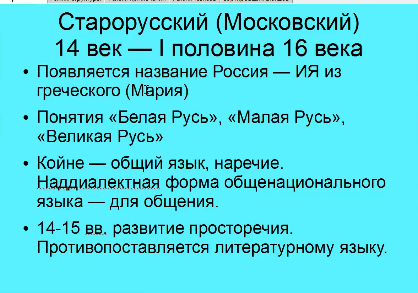 Старорусский (Московский)
14 век — I половина 16 века
• Появляется название Россия — ИЯ из
греческого (Мария)
• Понятия «Белая Русь», «Малая Русь»,
«Великая Русь»
• Койне — общий язык, наречие.
Наддиалектная форма общенационального
языка — для общения.
• 14-15 вв. развитие просторечия.
Противопоставляется литературному языку.